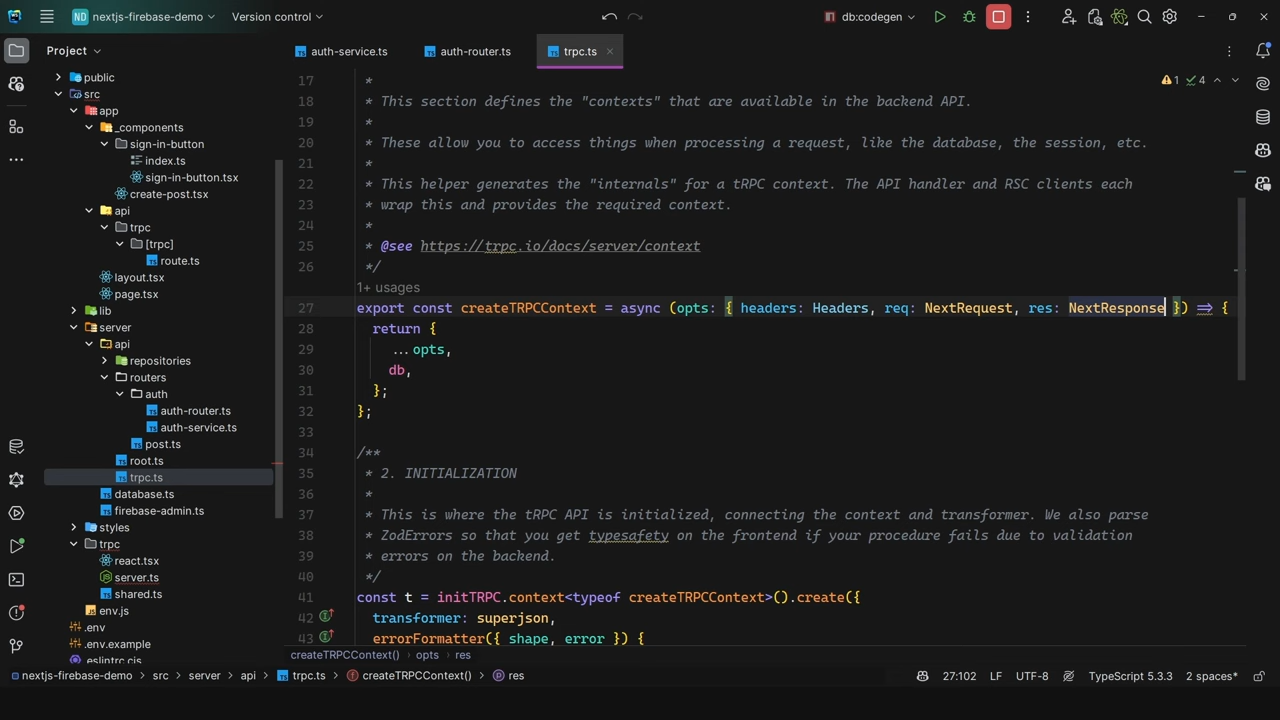 ND nextjs-firebase-demo Version control db:codegen
Project auth-service.ts auth-router.ts trpc.ts
public
src
app
_components
sign-in-button
index.ts
sign-in-button.tsx
create-post.tsx
api
trpc
[trpc]
route.ts
layout.tsx
page.tsx
lib
server
api
repositories
routers
auth
auth-router.ts
auth-service.ts
post.ts
root.ts
trpc.ts
database.ts
firebase-admin.ts
styles
trpc
react.tsx
server.ts
shared.ts
env.js
.env
.env.example
.eslintrc.cjs
1 4
17 *
18 * This section defines the "contexts" that are available in the backend API.
19 *
20 * These allow you to access things when processing a request, like the database, the session, etc.
21 *
22 * This helper generates the "internals" for a tRPC context. The API handler and RSC clients each
23 * wrap this and provides the required context.
24 *
25 * @see https://trpc.io/docs/server/context
26 */
1+ usages
27 export const createTRPCContext = async (opts: { headers: Headers, req: NextRequest, res: NextResponse }) => {
28 return {
29 ...opts,
30 db,
31 };
32 };
33
34 /**
35 * 2. INITIALIZATION
36 *
37 * This is where the tRPC API is initialized, connecting the context and transformer. We also parse
38 * ZodErrors so that you get typesafety on the frontend if your procedure fails due to validation
39 * errors on the backend.
40 */
41 const t = initTRPC.context<typeof createTRPCContext>().create({
42 transformer: superjson,
43 errorFormatter({ shape, error }) {
createTRPCContext() › opts › res
nextjs-firebase-demo › src › server › api › trpc.ts › createTRPCContext() › res 27:102 LF UTF-8 TypeScript 5.3.3 2 spaces*